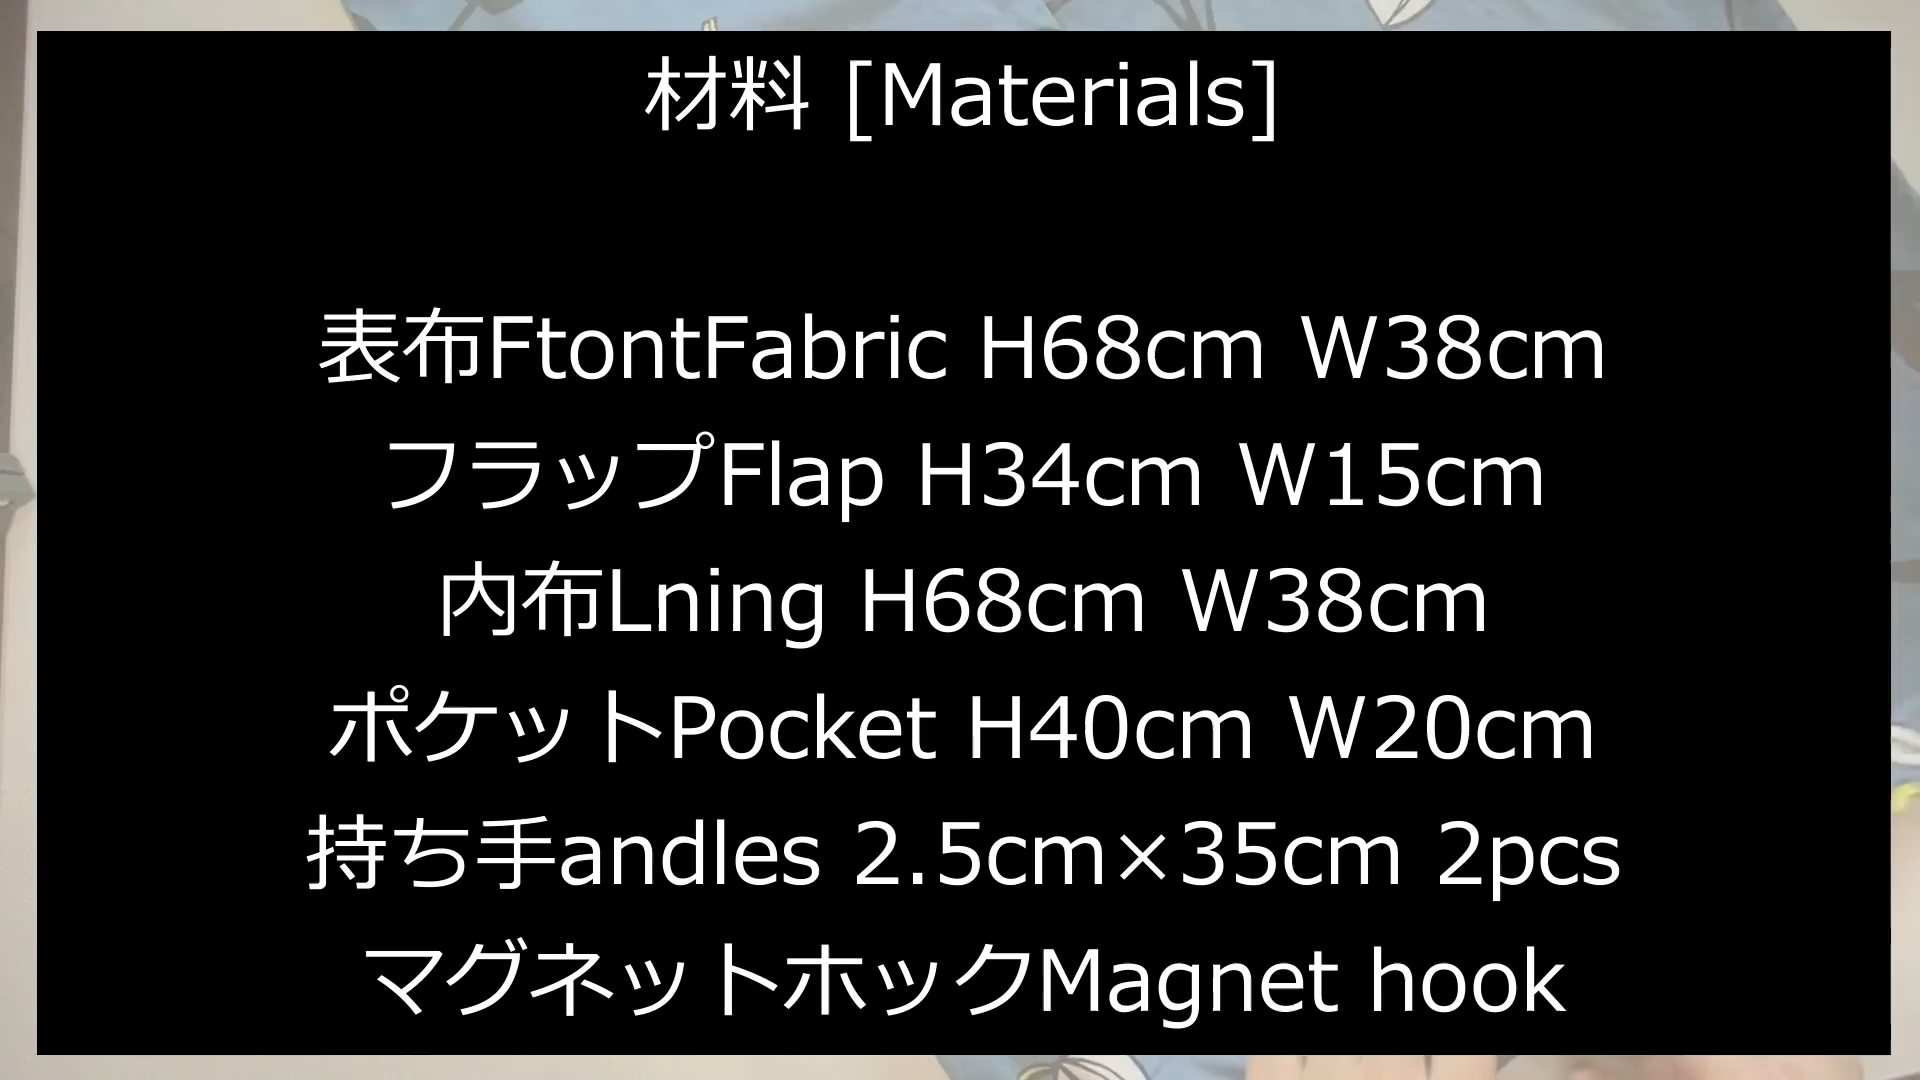 材料 [Materials]
表布FtontFabric H68cm W38cm
フラップFlap H34cm W15cm
内布Lning H68cm W38cm
ポケットPocket H40cm W20cm
持ち手andles 2.5cm×35cm 2pcs
マグネットホックMagnet hook